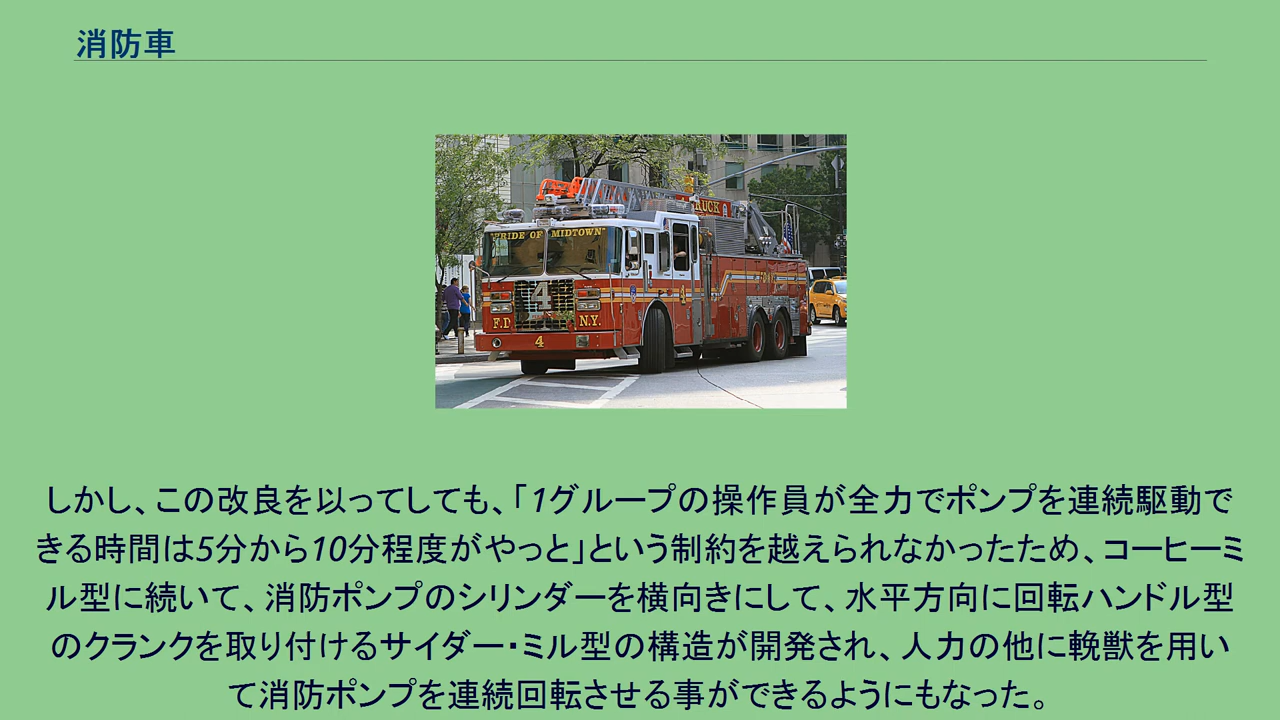 消防車
TRUCK
"PRIDE OF MIDTOWN"
4
F.D. N.Y.
4
しかし、この改良を以ってしても、「1グループの操作員が全力でポンプを連続駆動で
きる時間は5分から10分程度がやっと」という制約を越えられなかったため、コーヒーミ
ル型に続いて、消防ポンプのシリンダーを横向きにして、水平方向に回転ハンドル型
のクランクを取り付けるサイダー・ミル型の構造が開発され、人力の他に輓獣を用い
て消防ポンプを連続回転させる事ができるようにもなった。